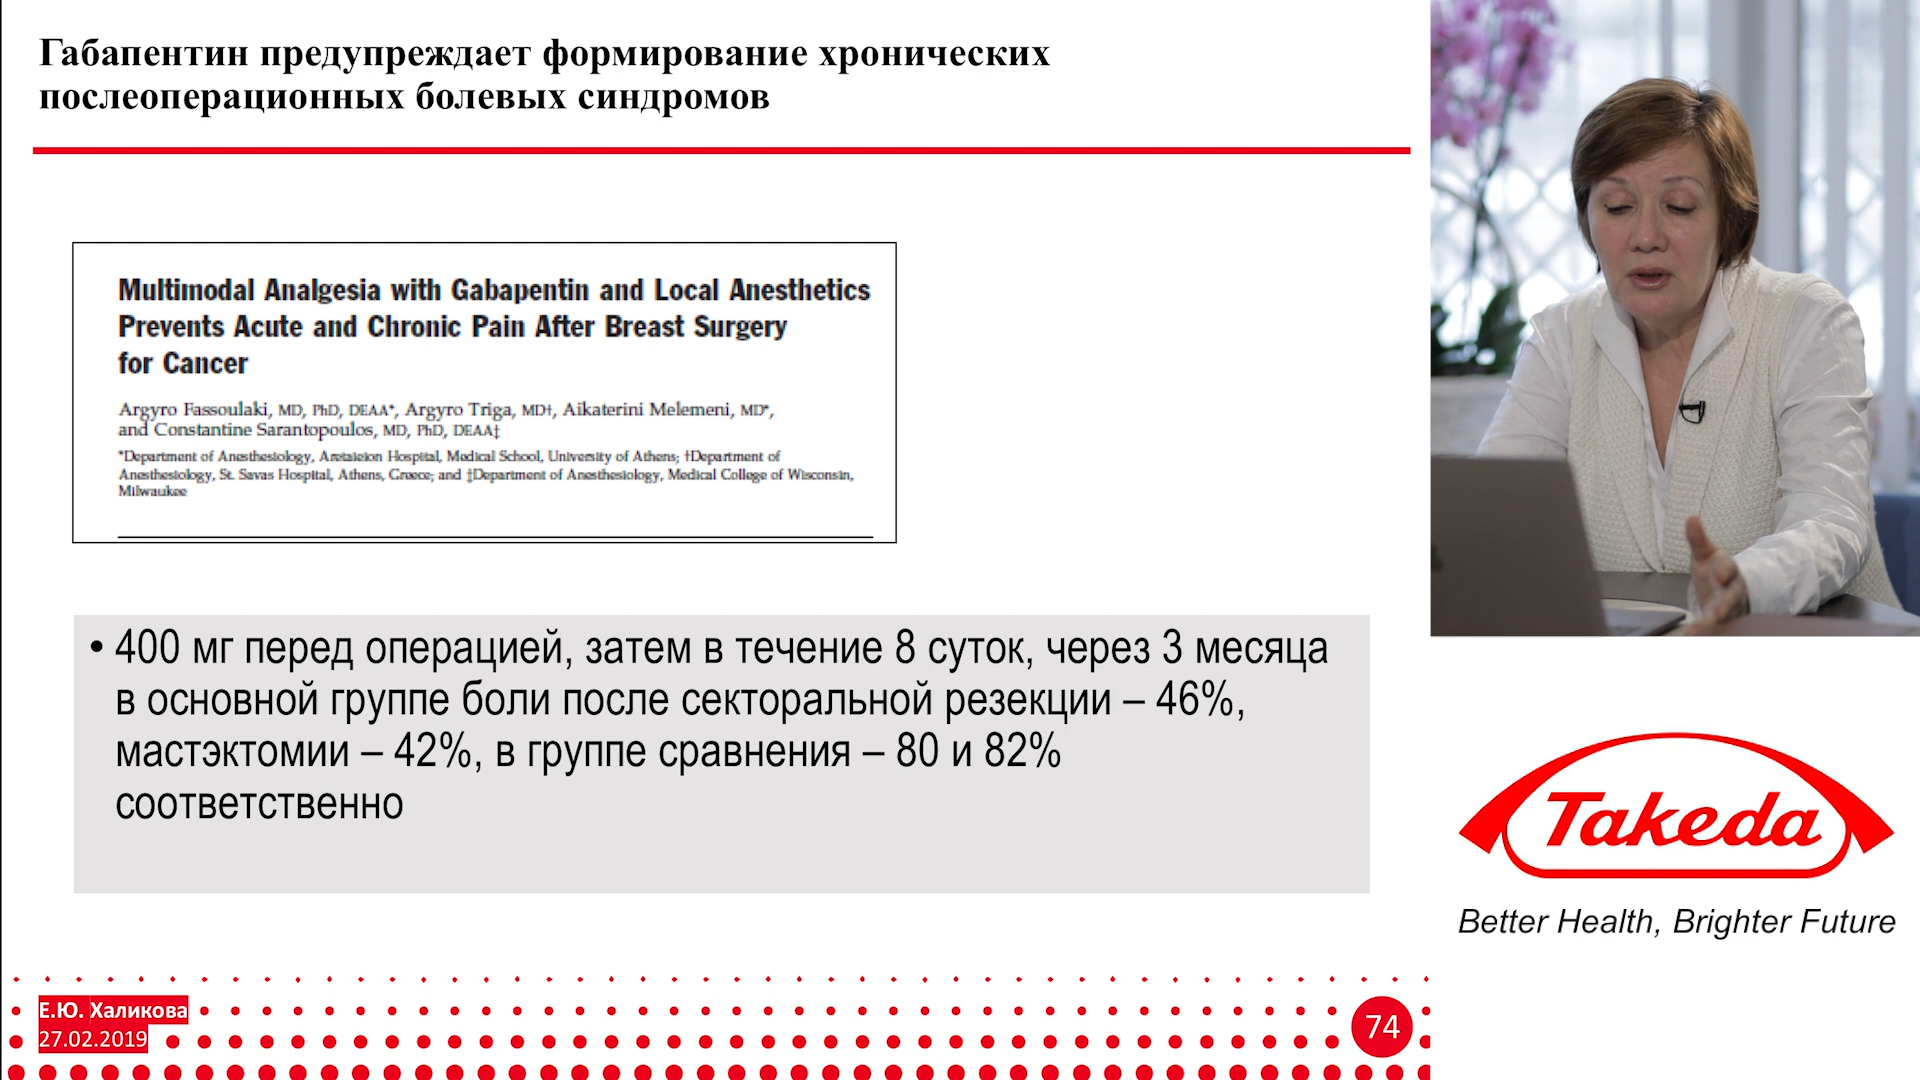 Габапентин предупреждает формирование хронических
послеоперационных болевых синдромов
Multimodal Analgesia with Gabapentin and Local Anesthetics
Prevents Acute and Chronic Pain After Breast Surgery
for Cancer
Argyro Fassoulaki, MD, PhD, DEAA*, Argyro Triga, MD†, Aikaterini Melemeni, MD*,
and Constantine Sarantopoulos, MD, PhD, DEAA‡
*Department of Anesthesiology, Aretaieion Hospital, Medical School, University of Athens; †Department of
Anesthesiology, St. Savas Hospital, Athens, Greece; and ‡Department of Anesthesiology, Medical College of Wisconsin,
Milwaukee
• 400 мг перед операцией, затем в течение 8 суток, через 3 месяца
в основной группе боли после секторальной резекции – 46%,
мастэктомии – 42%, в группе сравнения – 80 и 82%
соответственно
Takeda
Better Health, Brighter Future
Е.Ю. Халикова
27.02.2019
74